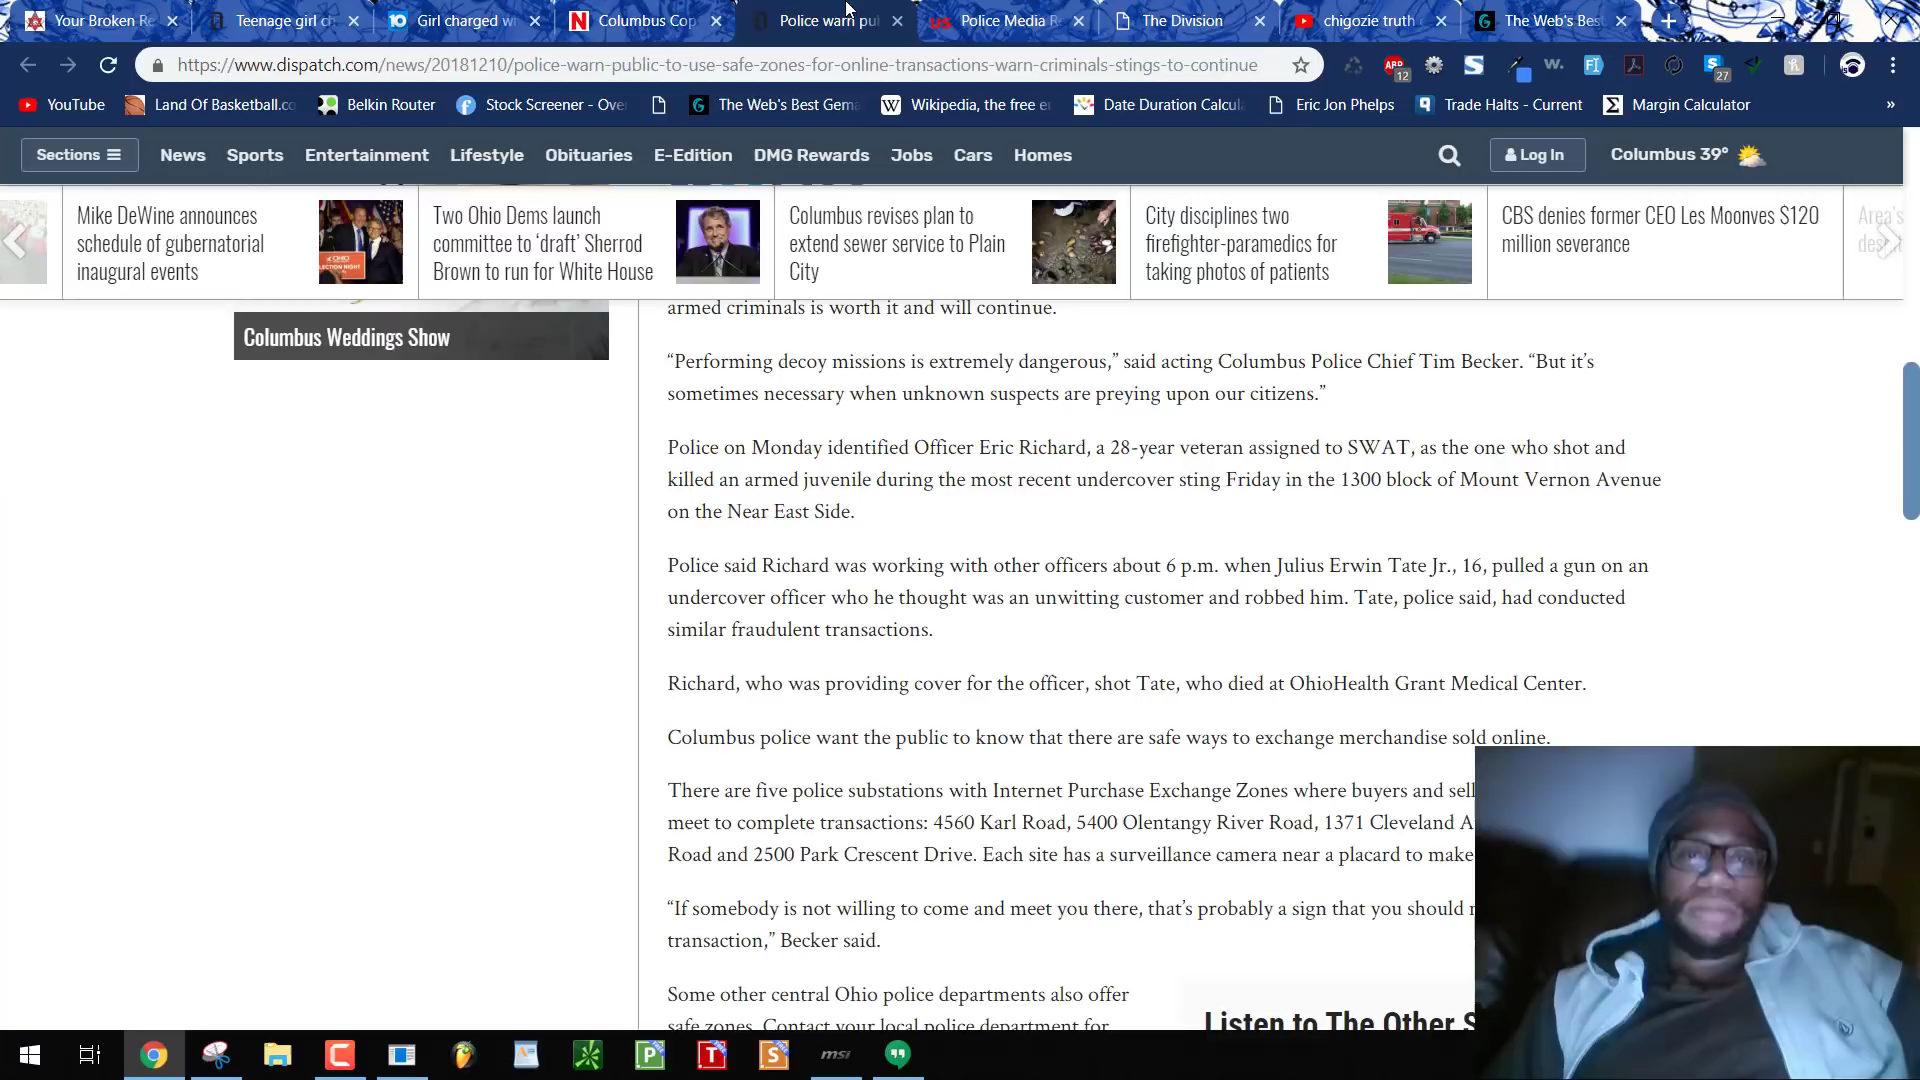 Your Broken Re
Teenage girl c
Girl charged w
Columbus Cop
Police warn pu
Police Media R
The Division
chigozie truth
The Web's Bes
https://www.dispatch.com/news/20181210/police-warn-public-to-use-safe-zones-for-online-transactions-warn-criminals-stings-to-continue
ABP
12
27
YouTube
Land Of Basketball.co
Belkin Router
Stock Screener - Ove
The Web's Best Gema
Wikipedia, the free e
Date Duration Calcul
Eric Jon Phelps
Trade Halts - Current
Margin Calculator
»
Sections
News
Sports
Entertainment
Lifestyle
Obituaries
E-Edition
DMG Rewards
Jobs
Cars
Homes
Log In
Columbus 39°
Mike DeWine announces
schedule of gubernatorial
inaugural events
Two Ohio Dems launch
committee to ‘draft’ Sherrod
Brown to run for White House
Columbus revises plan to
extend sewer service to Plain
City
City disciplines two
firefighter-paramedics for
taking photos of patients
CBS denies former CEO Les Moonves $120
million severance
Area's
Columbus Weddings Show
armed criminals is worth it and will continue.
“Performing decoy missions is extremely dangerous,” said acting Columbus Police Chief Tim Becker. “But it’s
sometimes necessary when unknown suspects are preying upon our citizens.”
Police on Monday identified Officer Eric Richard, a 28-year veteran assigned to SWAT, as the one who shot and
killed an armed juvenile during the most recent undercover sting Friday in the 1300 block of Mount Vernon Avenue
on the Near East Side.
Police said Richard was working with other officers about 6 p.m. when Julius Erwin Tate Jr., 16, pulled a gun on an
undercover officer who he thought was an unwitting customer and robbed him. Tate, police said, had conducted
similar fraudulent transactions.
Richard, who was providing cover for the officer, shot Tate, who died at OhioHealth Grant Medical Center.
Columbus police want the public to know that there are safe ways to exchange merchandise sold online.
There are five police substations with Internet Purchase Exchange Zones where buyers and sell
meet to complete transactions: 4560 Karl Road, 5400 Olentangy River Road, 1371 Cleveland A
Road and 2500 Park Crescent Drive. Each site has a surveillance camera near a placard to make
“If somebody is not willing to come and meet you there, that’s probably a sign that you should
transaction,” Becker said.
Some other central Ohio police departments also offer
safe zones. Contact your local police department for
Listen to The Other S
msi